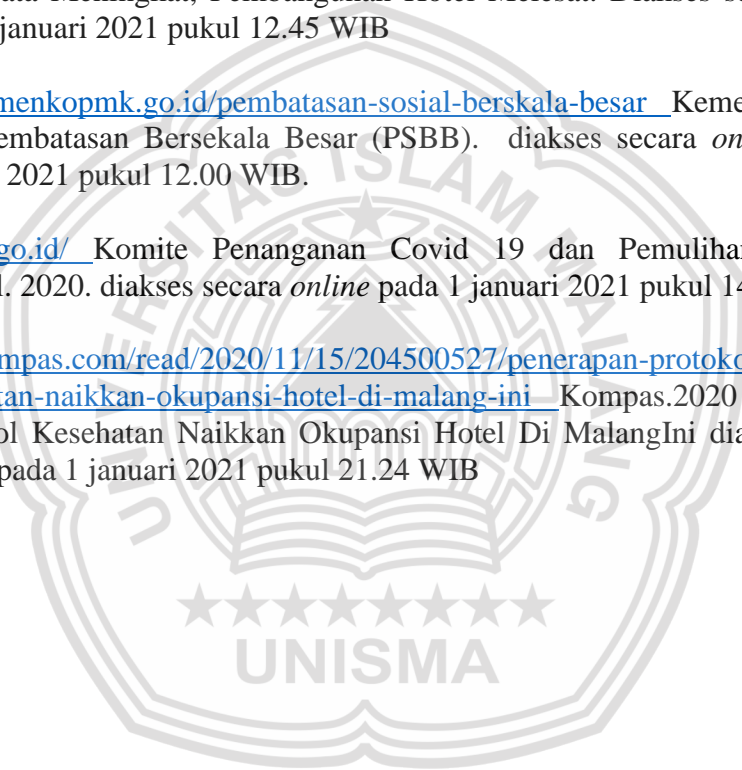 Meningkat, Pembangunan Hotel Melesat. Diakses
januari 2021 pukul 12.45 WIB
menkopmk.go.id/pembatasan-sosial-berskala-besar Keme
embatasan Bersekala Besar (PSBB). diakses secara on
2021 pukul 12.00 WIB.
go.id/ Komite Penanganan Covid 19 dan Pemulihan
. 2020. diakses secara online pada 1 januari 2021 pukul 14
mpas.com/read/2020/11/15/204500527/penerapan-protoko
tan-naikkan-okupansi-hotel-di-malang-ini Kompas.2020
ol Kesehatan Naikkan Okupansi Hotel Di MalangIni dia
pada 1 januari 2021 pukul 21.24 WIB
UNIVERSITAS ISLAM MALANG
UNISMA